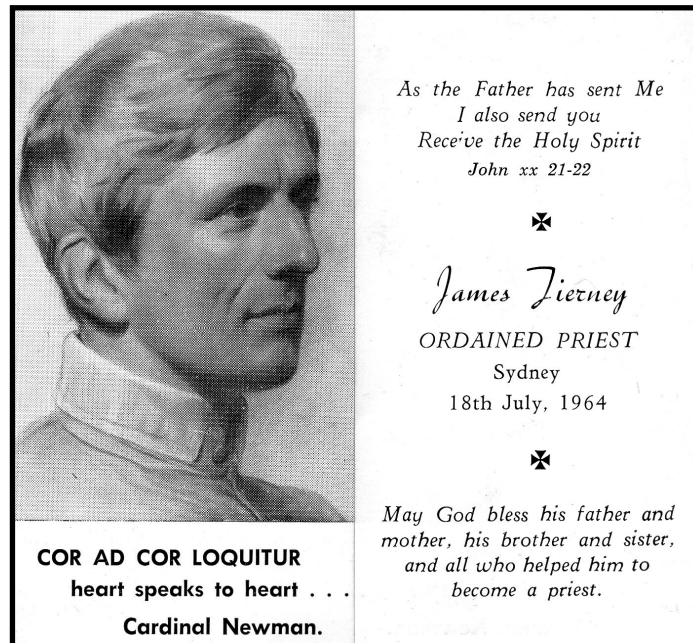 COR AD COR LOQUITUR
heart speaks to heart . . .
Cardinal Newman.
As the Father has sent Me
I also send you
Receive the Holy Spirit
John xx 21-22
James Tierney
ORDAINED PRIEST
Sydney
18th July, 1964
May God bless his father and
mother, his brother and sister,
and all who helped him to
become a priest.